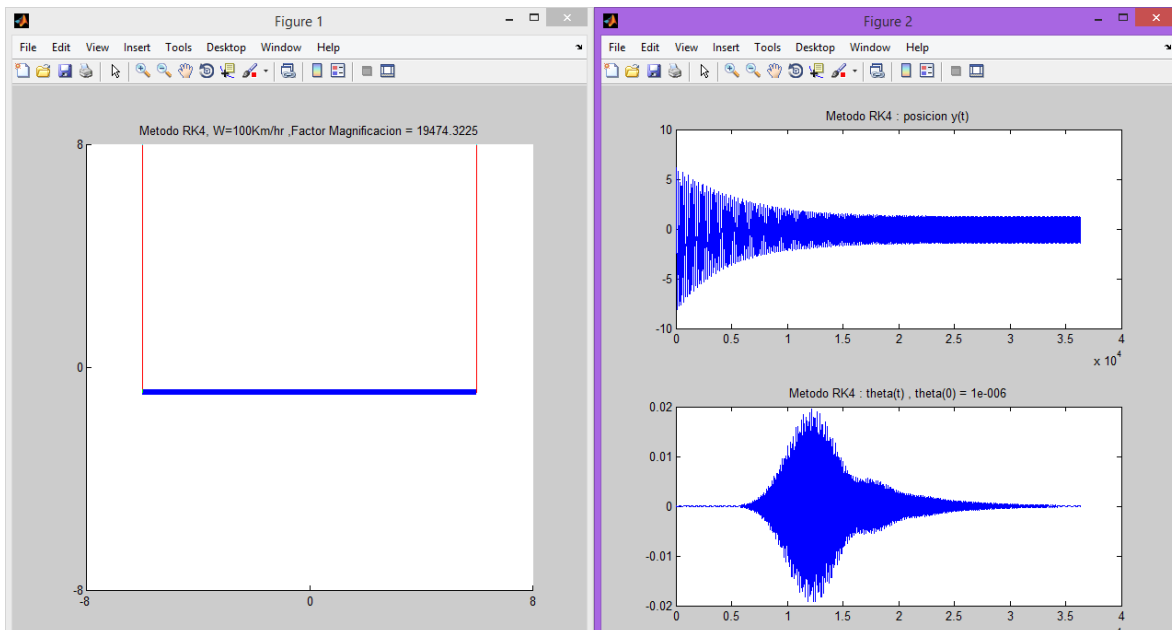 Figure 1
File Edit View Insert Tools Desktop Window Help
Metodo RK4, W=100Km/hr ,Factor Magnificacion = 19474.3225
8
0
-8
-8 0 8
Figure 2
File Edit View Insert Tools Desktop Window Help
Metodo RK4 : posicion y(t)
10
5
0
-5
-10
0 0.5 1 1.5 2 2.5 3 3.5 4
x 10^4
Metodo RK4 : theta(t) , theta(0) = 1e-006
0.02
0.01
0
-0.01
-0.02
0 0.5 1 1.5 2 2.5 3 3.5 4